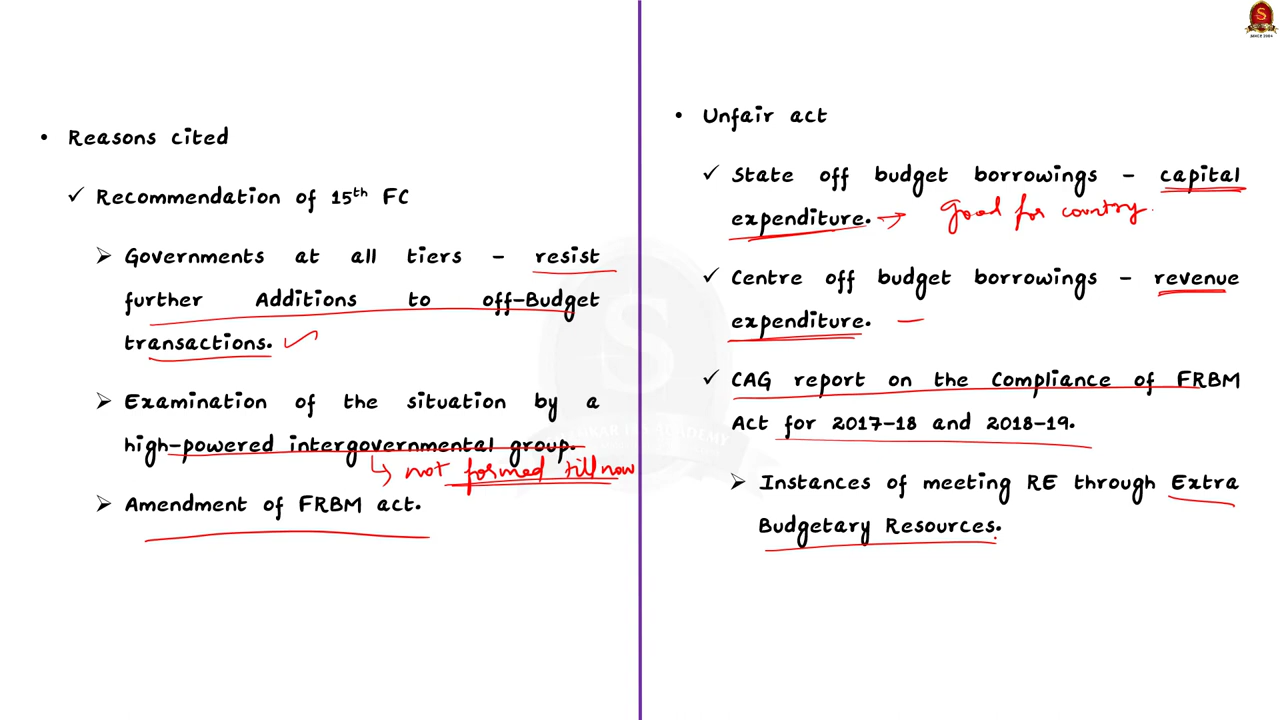 • Reasons cited
✓ Recommendation of 15th FC
➢ Governments at all tiers – resist
further Additions to off-Budget
transactions.
➢ Examination of the situation by a
high-powered intergovernmental group.
↳ not formed till now
➢ Amendment of FRBM act.
• Unfair act
✓ State off budget borrowings – capital
expenditure. → Good for country.
✓ Centre off budget borrowings – revenue
expenditure. –
✓ CAG report on the Compliance of FRBM
Act for 2017-18 and 2018-19.
➢ Instances of meeting RE through Extra
Budgetary Resources.
S
SINCE 2004